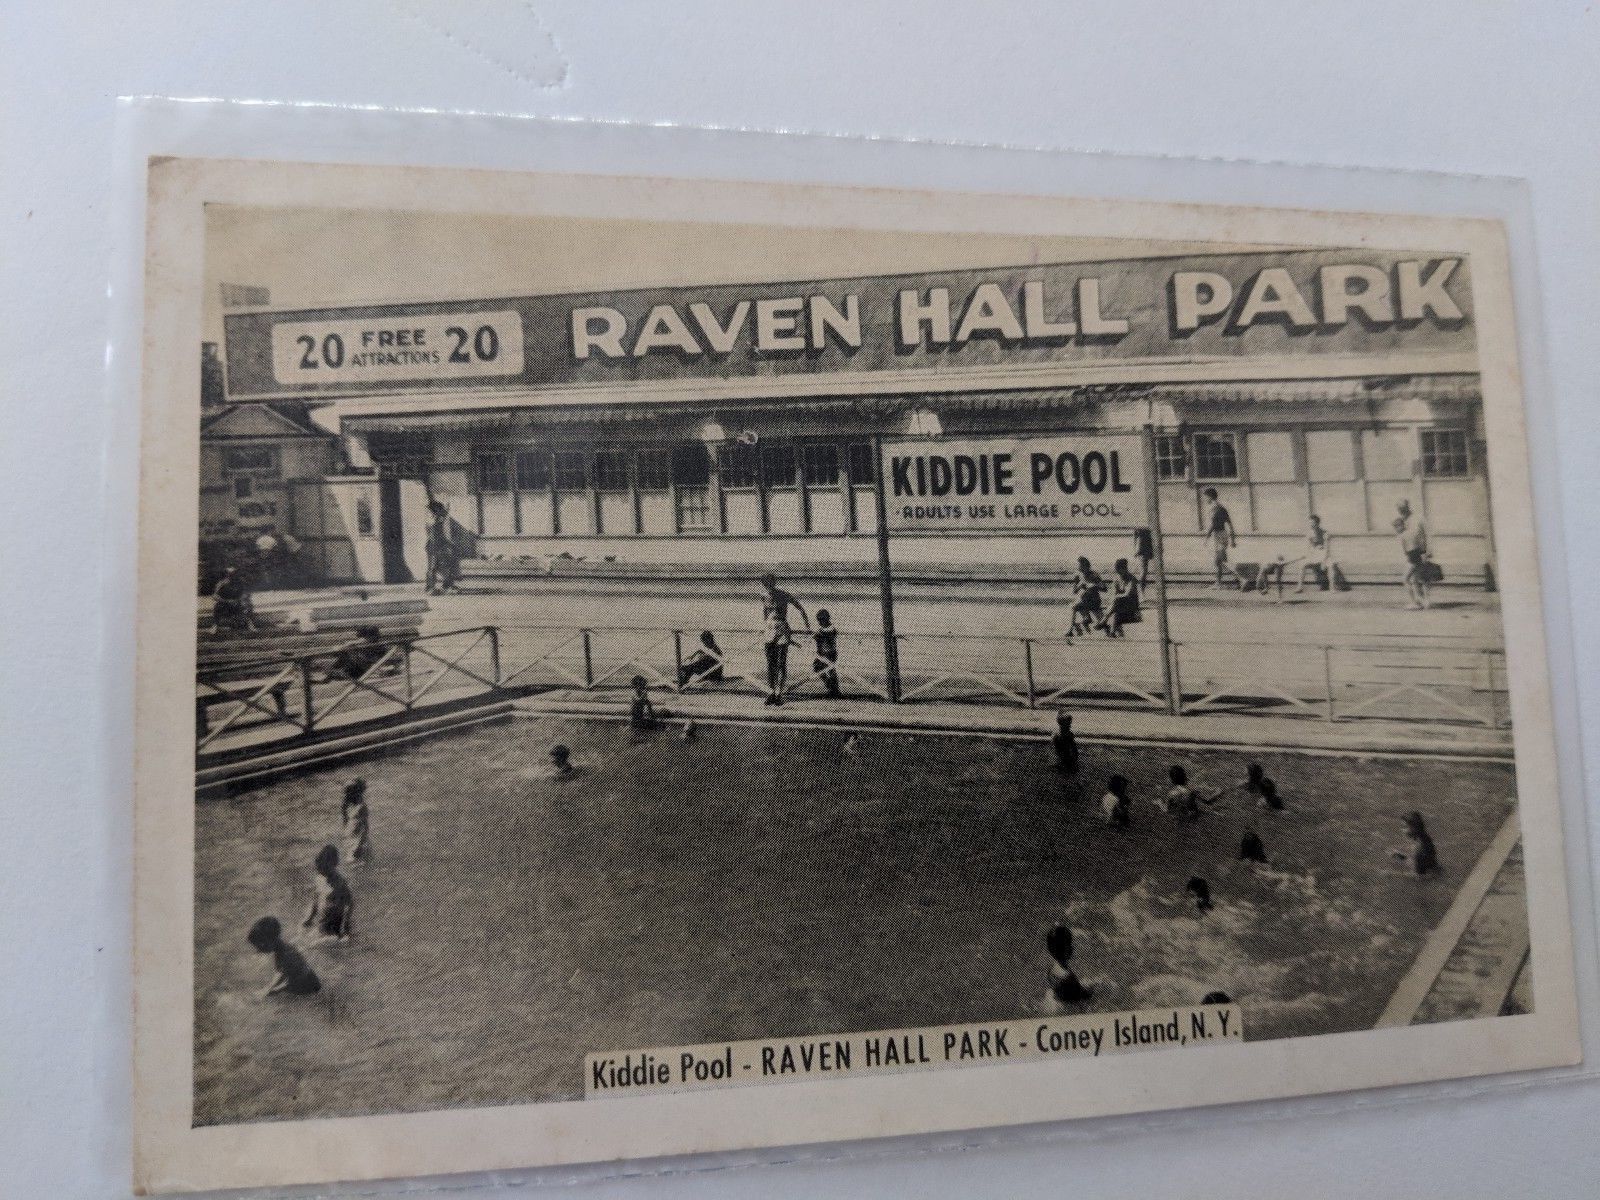 20 FREE ATTRACTIONS 20
RAVEN HALL PARK
KIDDIE POOL
·ADULTS USE LARGE POOL·
MEN'S
Kiddie Pool - RAVEN HALL PARK - Coney Island, N. Y.